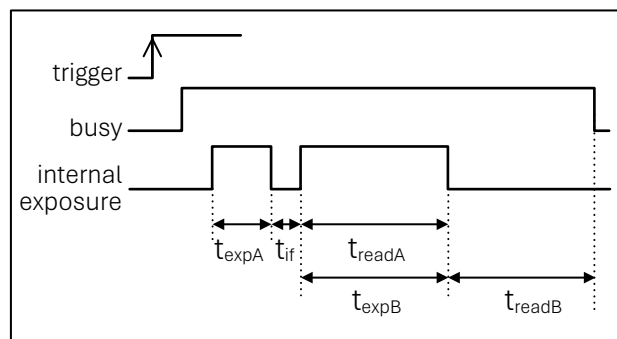 trigger
busy
internal
exposure
t_expA t_if t_readA
t_expB t_readB